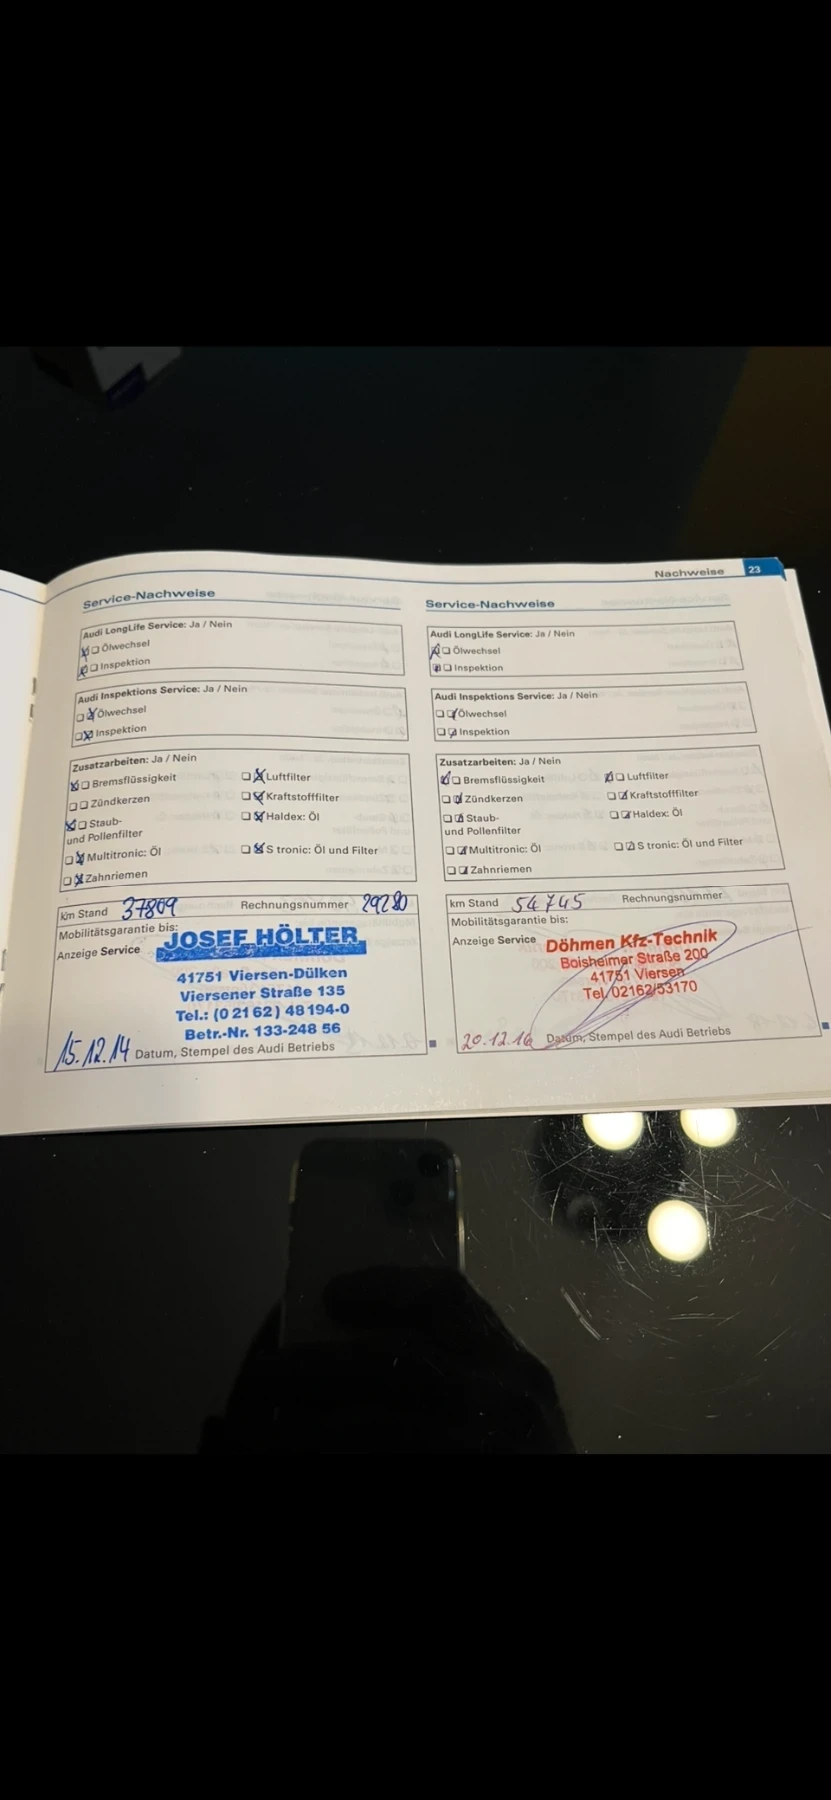 Nachweise 23
Service-Nachweise
Audi LongLife Service: Ja / Nein
Ölwechsel
Inspektion
Audi Inspektions Service: Ja / Nein
Ölwechsel
Inspektion
Zusatzarbeiten: Ja / Nein
Bremsflüssigkeit
Luftfilter
Zündkerzen
Kraftstofffilter
Staub-
und Pollenfilter
Haldex: Öl
Multitronic: Öl
S tronic: Öl und Filter
Zahnriemen
km Stand 37809 Rechnungsnummer 29280
Mobilitätsgarantie bis:
Anzeige Service
JOSEF HÖLTER
41751 Viersen-Dülken
Viersener Straße 135
Tel.: (0 21 62) 48 194-0
Betr.-Nr. 133-248 56
15.12.14 Datum, Stempel des Audi Betriebs
Service-Nachweise
Audi LongLife Service: Ja / Nein
Ölwechsel
Inspektion
Audi Inspektions Service: Ja / Nein
Ölwechsel
Inspektion
Zusatzarbeiten: Ja / Nein
Bremsflüssigkeit
Luftfilter
Zündkerzen
Kraftstofffilter
Staub-
und Pollenfilter
Haldex: Öl
Multitronic: Öl
S tronic: Öl und Filter
Zahnriemen
km Stand 54745 Rechnungsnummer
Mobilitätsgarantie bis:
Anzeige Service
Döhmen Kfz-Technik
Boisheimer Straße 200
41751 Viersen
Tel. 02162/53170
20.12.16 Datum, Stempel des Audi Betriebs